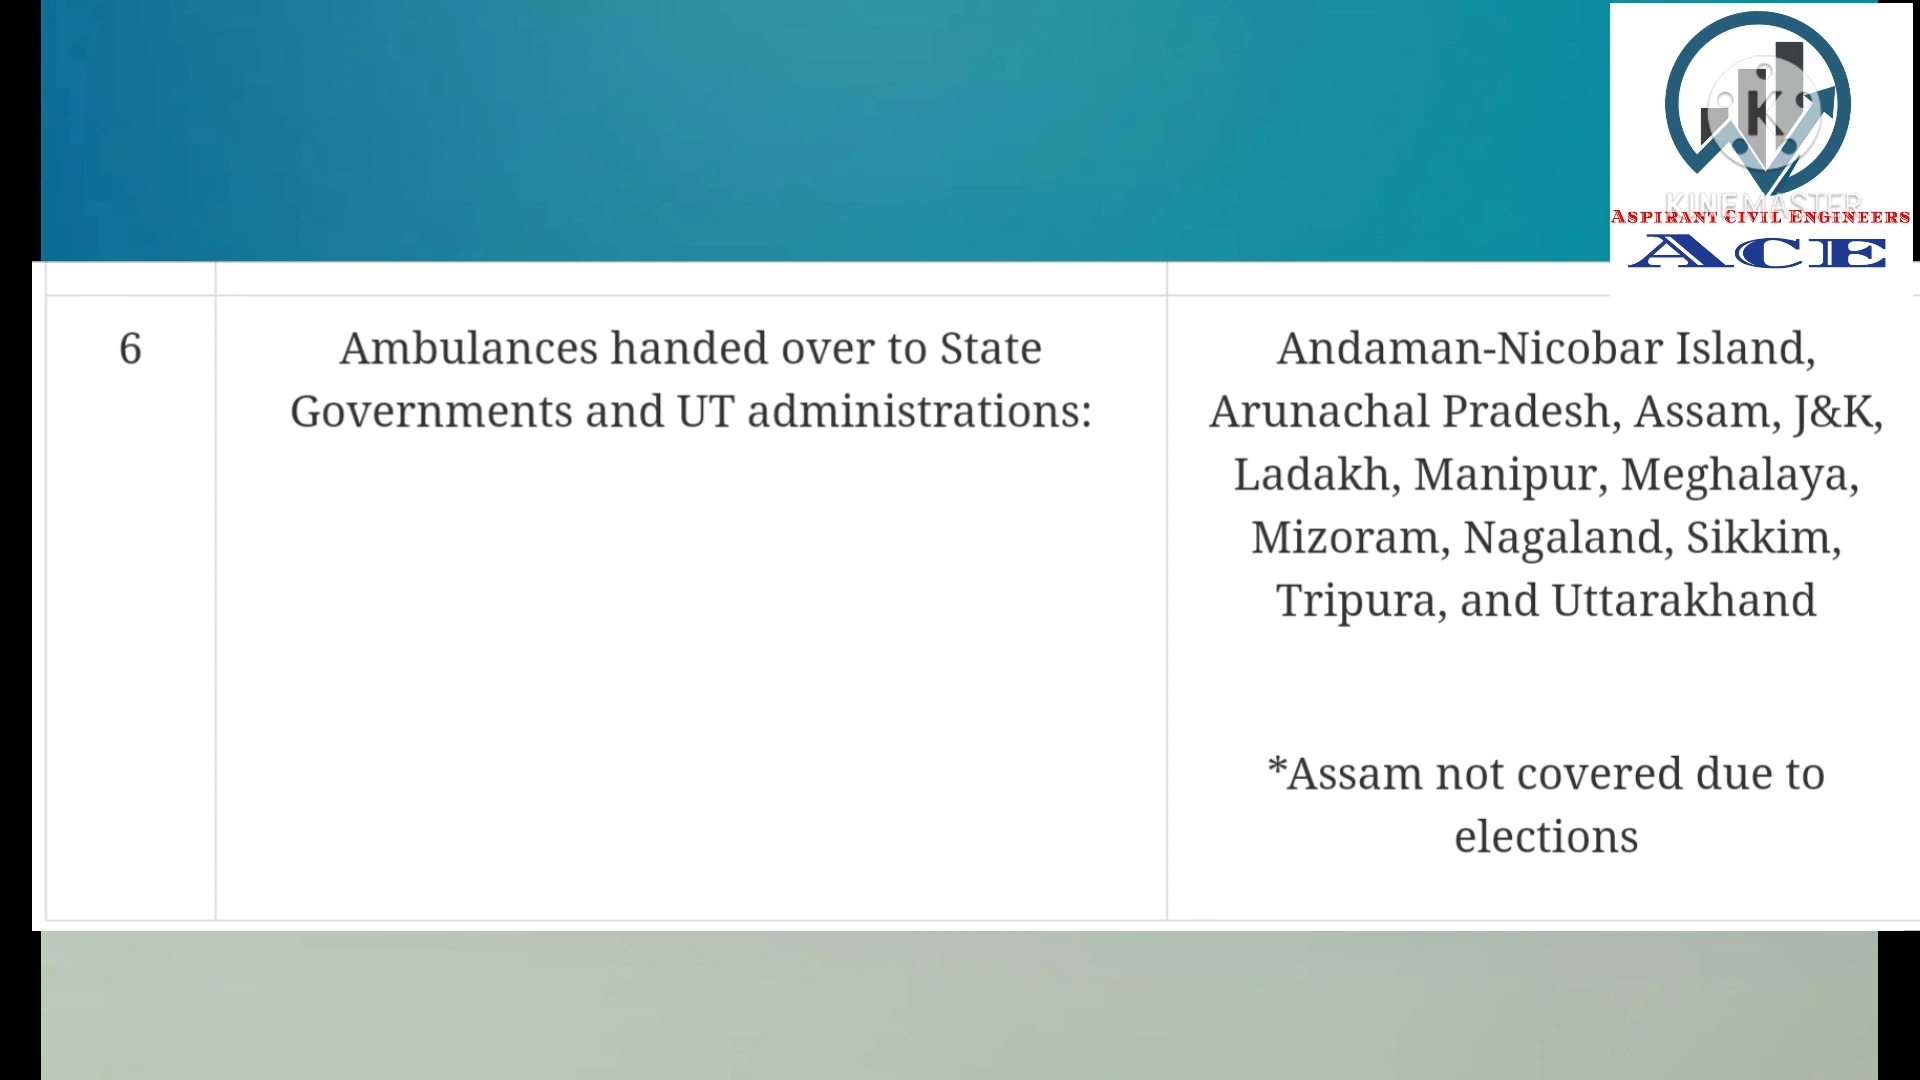 K
KINEMASTER
ASPIRANT CIVIL ENGINEERS
ACE
6
Ambulances handed over to State
Governments and UT administrations:
Andaman-Nicobar Island,
Arunachal Pradesh, Assam, J&K,
Ladakh, Manipur, Meghalaya,
Mizoram, Nagaland, Sikkim,
Tripura, and Uttarakhand
*Assam not covered due to
elections